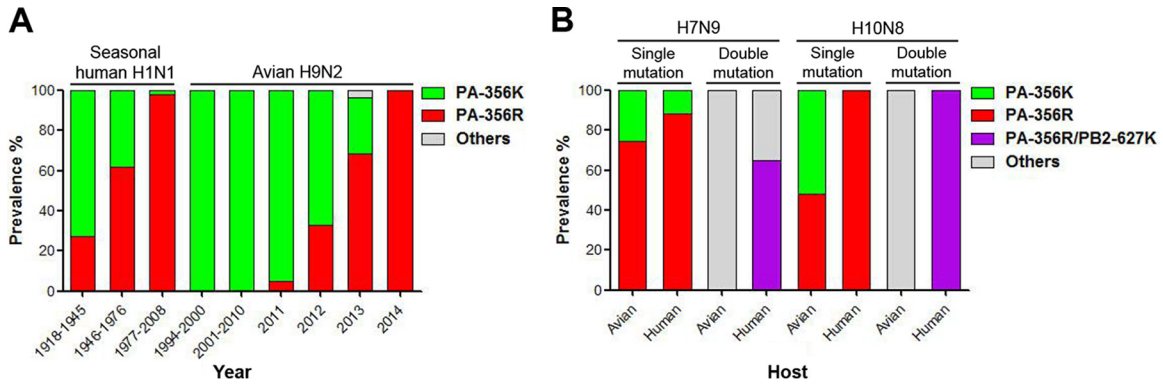 A
Seasonal
human H1N1
Avian H9N2
Prevalence %
100
80
60
40
20
0
1918-1945
1946-1976
1977-2008
1994-2000
2001-2010
2011
2012
2013
2014
Year
PA-356K
PA-356R
Others
B
H7N9
H10N8
Single
mutation
Double
mutation
Single
mutation
Double
mutation
Prevalence %
100
80
60
40
20
0
Avian
Human
Avian
Human
Avian
Human
Avian
Human
Host
PA-356K
PA-356R
PA-356R/PB2-627K
Others